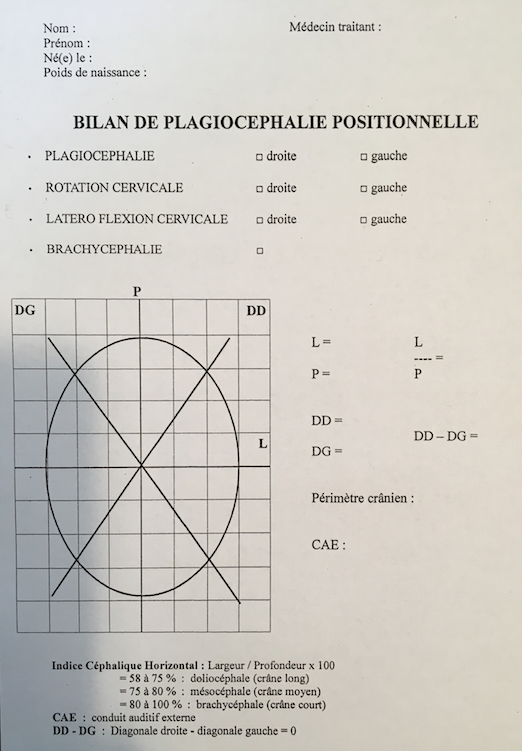 Nom :
Médecin traitant :
Prénom :
Né(e) le :
Poids de naissance :
BILAN DE PLAGIOCEPHALIE POSITIONNELLE
· PLAGIOCEPHALIE □ droite □ gauche
· ROTATION CERVICALE □ droite □ gauche
· LATERO FLEXION CERVICALE □ droite □ gauche
· BRACHYCEPHALIE □
P
DG DD
L
L = L
---- =
P = P
DD =
DD – DG =
DG =
Périmètre crânien :
CAE :
Indice Céphalique Horizontal : Largeur / Profondeur x 100
= 58 à 75 % : doliocéphale (crâne long)
= 75 à 80 % : mésocéphale (crâne moyen)
= 80 à 100 % : brachycéphale (crâne court)
CAE : conduit auditif externe
DD - DG : Diagonale droite - diagonale gauche = 0